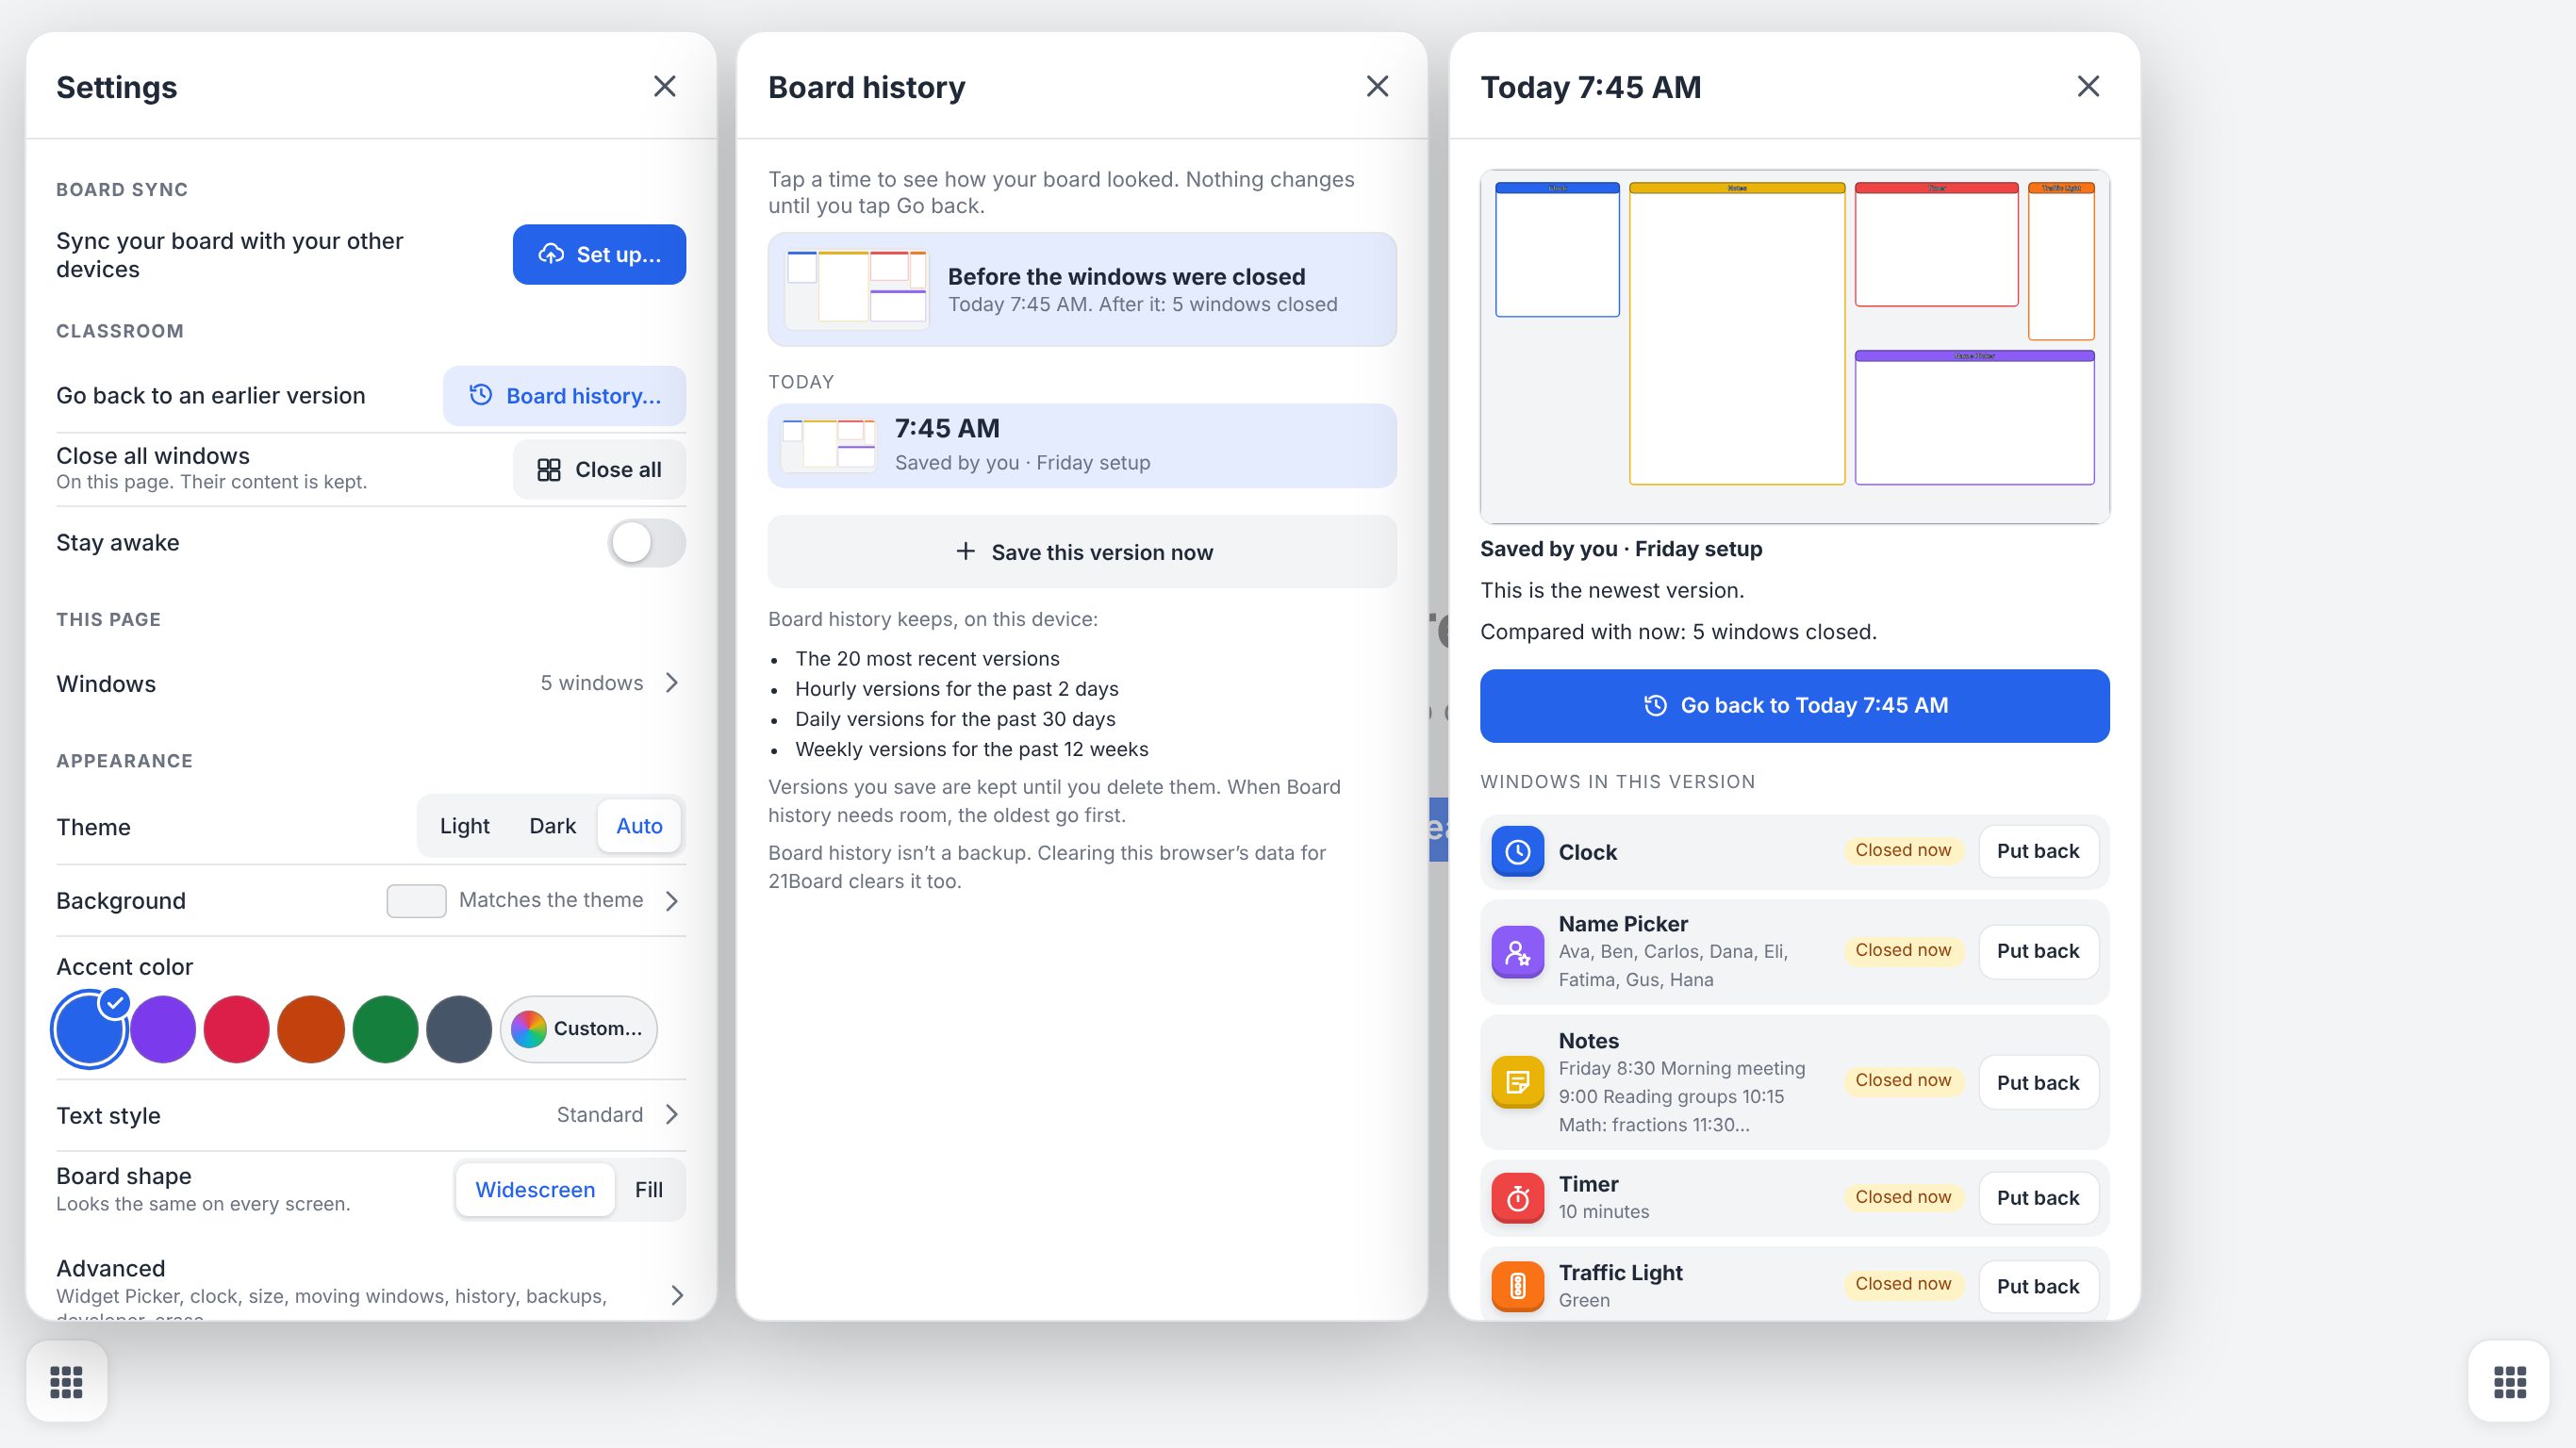 Settings
BOARD SYNC
Sync your board with your other
devices
Set up...
CLASSROOM
Go back to an earlier version
Board history...
Close all windows
On this page. Their content is kept.
Close all
Stay awake
THIS PAGE
Windows
5 windows
APPEARANCE
Theme
Light
Dark
Auto
Background
Matches the theme
Accent color
Custom...
Text style
Standard
Board shape
Looks the same on every screen.
Widescreen
Fill
Advanced
Widget Picker, clock, size, moving windows, history, backups,
Board history
Tap a time to see how your board looked. Nothing changes
until you tap Go back.
Before the windows were closed
Today 7:45 AM. After it: 5 windows closed
TODAY
7:45 AM
Saved by you · Friday setup
Save this version now
Board history keeps, on this device:
• The 20 most recent versions
• Hourly versions for the past 2 days
• Daily versions for the past 30 days
• Weekly versions for the past 12 weeks
Versions you save are kept until you delete them. When Board
history needs room, the oldest go first.
Board history isn’t a backup. Clearing this browser’s data for
21Board clears it too.
Today 7:45 AM
Notes
Timer
Traffic Light
Name Picker
Saved by you · Friday setup
This is the newest version.
Compared with now: 5 windows closed.
Go back to Today 7:45 AM
WINDOWS IN THIS VERSION
Clock
Closed now
Put back
Name Picker
Ava, Ben, Carlos, Dana, Eli,
Fatima, Gus, Hana
Closed now
Put back
Notes
Friday 8:30 Morning meeting
9:00 Reading groups 10:15
Math: fractions 11:30...
Closed now
Put back
Timer
10 minutes
Closed now
Put back
Traffic Light
Green
Closed now
Put back